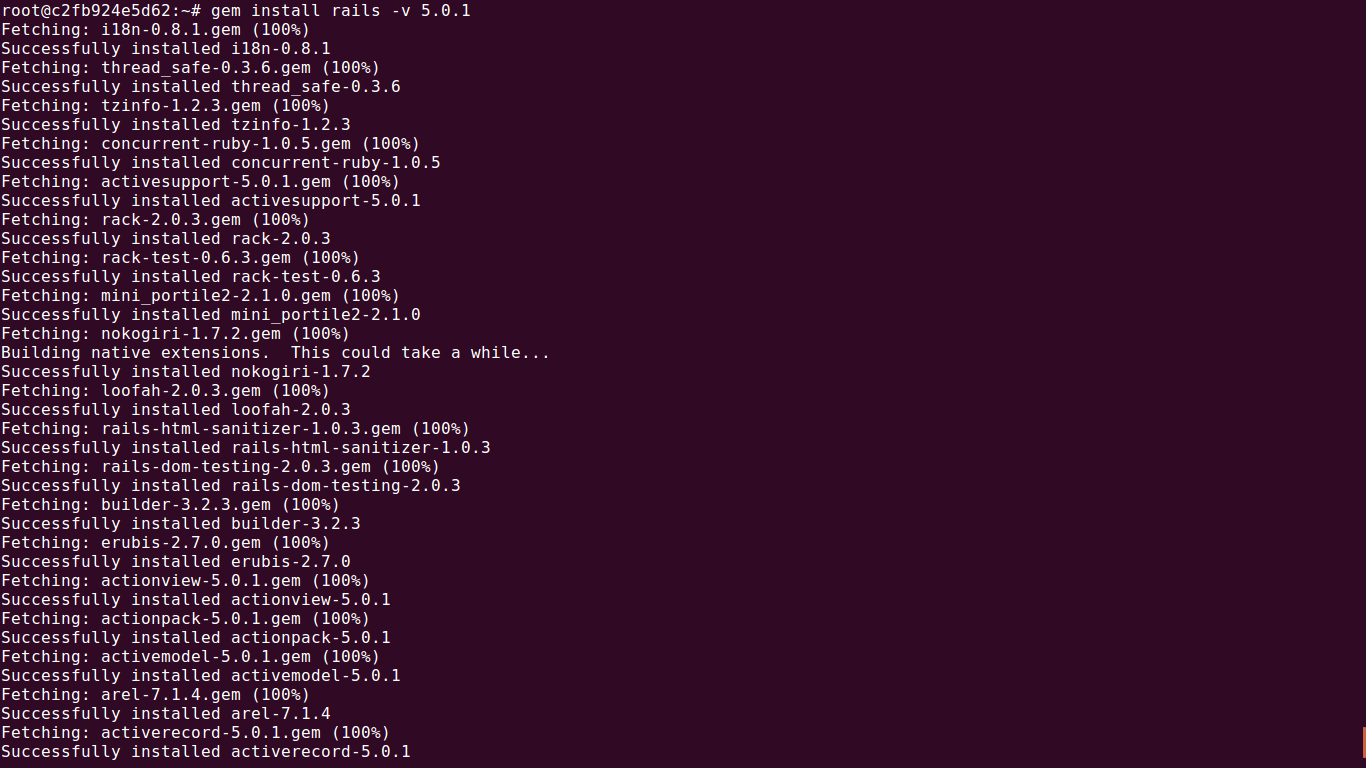 root@c2fb924e5d62:~# gem install rails -v 5.0.1
Fetching: i18n-0.8.1.gem (100%)
Successfully installed i18n-0.8.1
Fetching: thread_safe-0.3.6.gem (100%)
Successfully installed thread_safe-0.3.6
Fetching: tzinfo-1.2.3.gem (100%)
Successfully installed tzinfo-1.2.3
Fetching: concurrent-ruby-1.0.5.gem (100%)
Successfully installed concurrent-ruby-1.0.5
Fetching: activesupport-5.0.1.gem (100%)
Successfully installed activesupport-5.0.1
Fetching: rack-2.0.3.gem (100%)
Successfully installed rack-2.0.3
Fetching: rack-test-0.6.3.gem (100%)
Successfully installed rack-test-0.6.3
Fetching: mini_portile2-2.1.0.gem (100%)
Successfully installed mini_portile2-2.1.0
Fetching: nokogiri-1.7.2.gem (100%)
Building native extensions.  This could take a while...
Successfully installed nokogiri-1.7.2
Fetching: loofah-2.0.3.gem (100%)
Successfully installed loofah-2.0.3
Fetching: rails-html-sanitizer-1.0.3.gem (100%)
Successfully installed rails-html-sanitizer-1.0.3
Fetching: rails-dom-testing-2.0.3.gem (100%)
Successfully installed rails-dom-testing-2.0.3
Fetching: builder-3.2.3.gem (100%)
Successfully installed builder-3.2.3
Fetching: erubis-2.7.0.gem (100%)
Successfully installed erubis-2.7.0
Fetching: actionview-5.0.1.gem (100%)
Successfully installed actionview-5.0.1
Fetching: actionpack-5.0.1.gem (100%)
Successfully installed actionpack-5.0.1
Fetching: activemodel-5.0.1.gem (100%)
Successfully installed activemodel-5.0.1
Fetching: arel-7.1.4.gem (100%)
Successfully installed arel-7.1.4
Fetching: activerecord-5.0.1.gem (100%)
Successfully installed activerecord-5.0.1